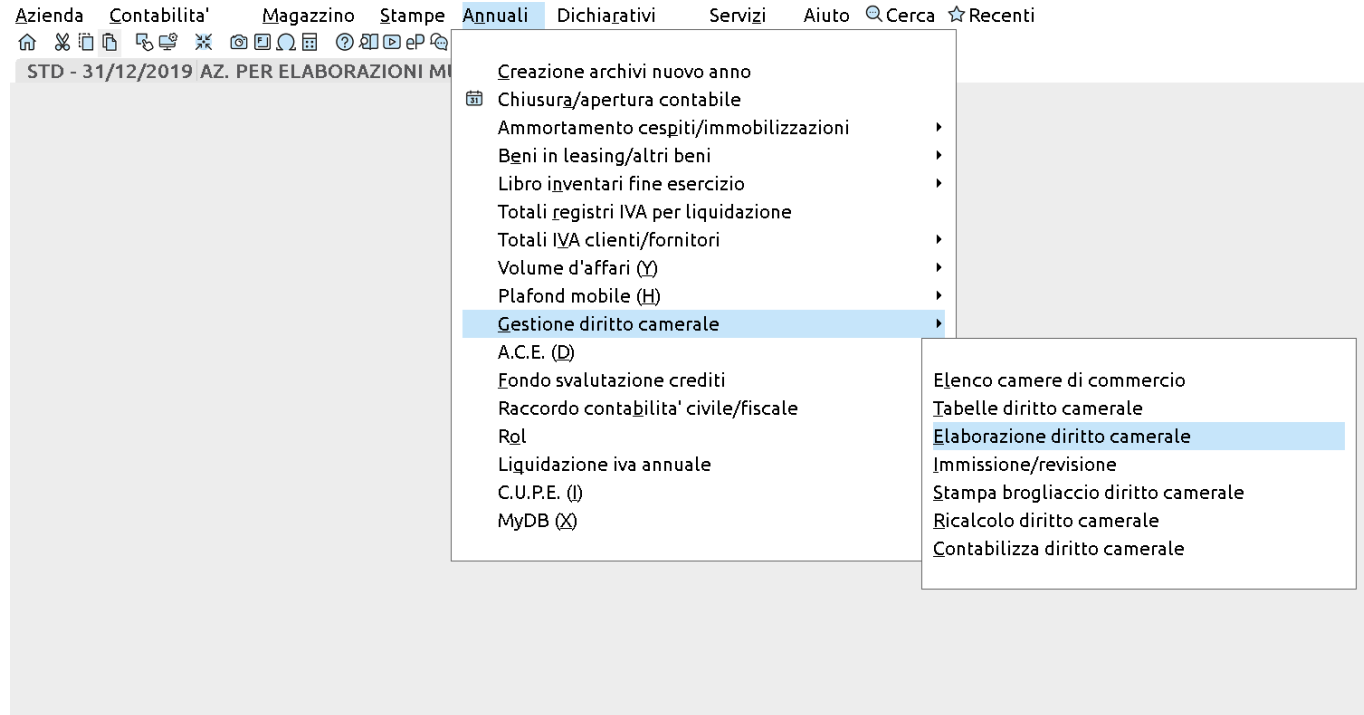 Azienda Contabilita' Magazzino Stampe Annuali Dichiarativi Servizi Aiuto Cerca Recenti
STD - 31/12/2019 AZ. PER ELABORAZIONI
Creazione archivi nuovo anno
Chiusura/apertura contabile
Ammortamento cespiti/immobilizzazioni
Beni in leasing/altri beni
Libro inventari fine esercizio
Totali registri IVA per liquidazione
Totali IVA clienti/fornitori
Volume d'affari (Y)
Plafond mobile (H)
Gestione diritto camerale
A.C.E. (D)
Fondo svalutazione crediti
Raccordo contabilita' civile/fiscale
Rol
Liquidazione iva annuale
C.U.P.E. (I)
MyDB (X)
Elenco camere di commercio
Tabelle diritto camerale
Elaborazione diritto camerale
Immissione/revisione
Stampa brogliaccio diritto camerale
Ricalcolo diritto camerale
Contabilizza diritto camerale